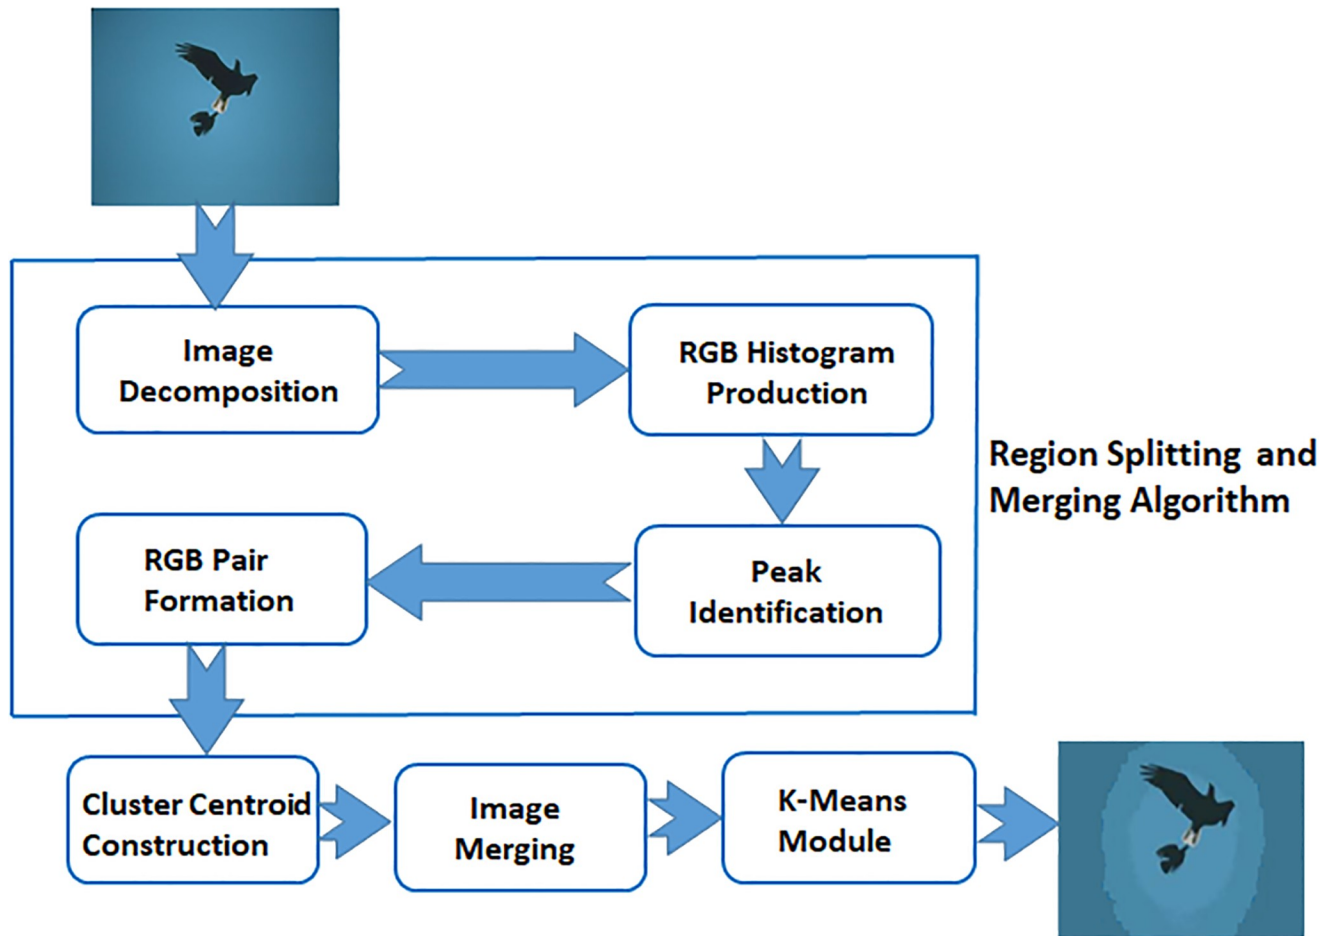 Image
Decomposition
RGB Histogram
Production
Region Splitting and
Merging Algorithm
RGB Pair
Formation
Peak
Identification
Cluster Centroid
Construction
Image
Merging
K-Means
Module